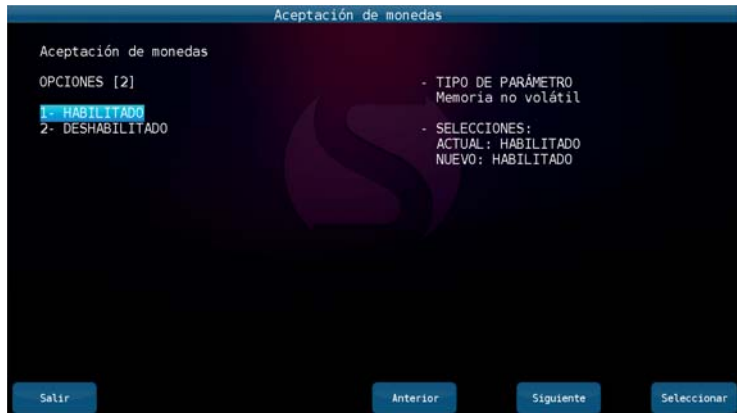 Aceptación de monedas
Aceptación de monedas
OPCIONES [2]
1- HABILITADO
2- DESHABILITADO
- TIPO DE PARÁMETRO
Memoria no volátil
- SELECCIONES:
ACTUAL: HABILITADO
NUEVO: HABILITADO
Salir
Anterior
Siguiente
Seleccionar